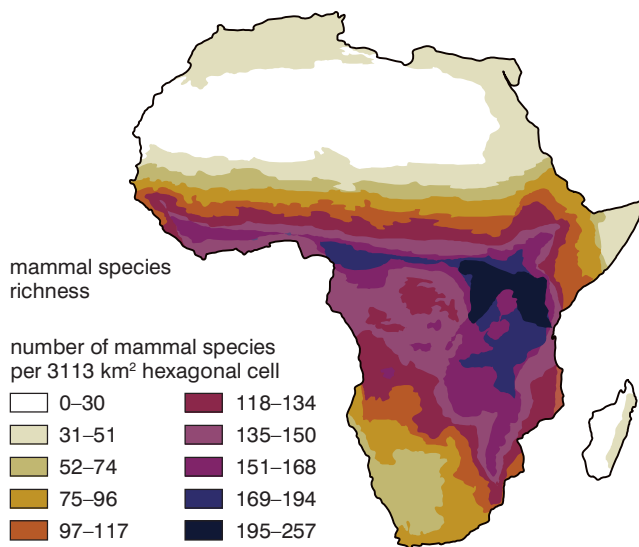 mammal species
richness
number of mammal species
per 3113 km² hexagonal cell
0–30
31–51
52–74
75–96
97–117
118–134
135–150
151–168
169–194
195–257